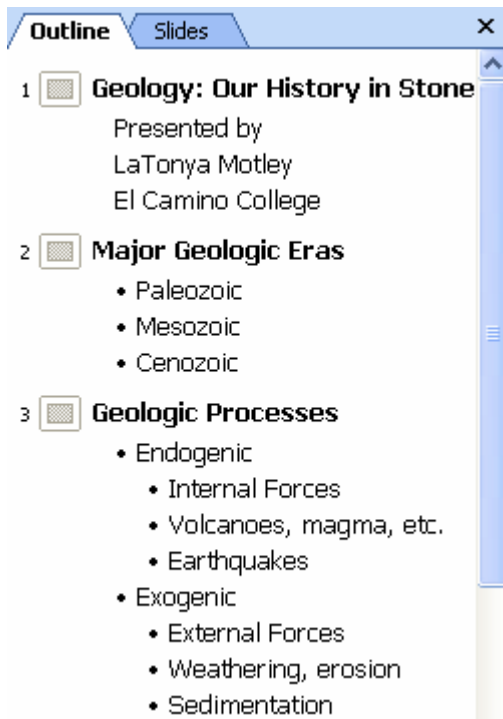 Outline Slides
1 Geology: Our History in Stone
Presented by
LaTonya Motley
El Camino College
2 Major Geologic Eras
• Paleozoic
• Mesozoic
• Cenozoic
3 Geologic Processes
• Endogenic
• Internal Forces
• Volcanoes, magma, etc.
• Earthquakes
• Exogenic
• External Forces
• Weathering, erosion
• Sedimentation